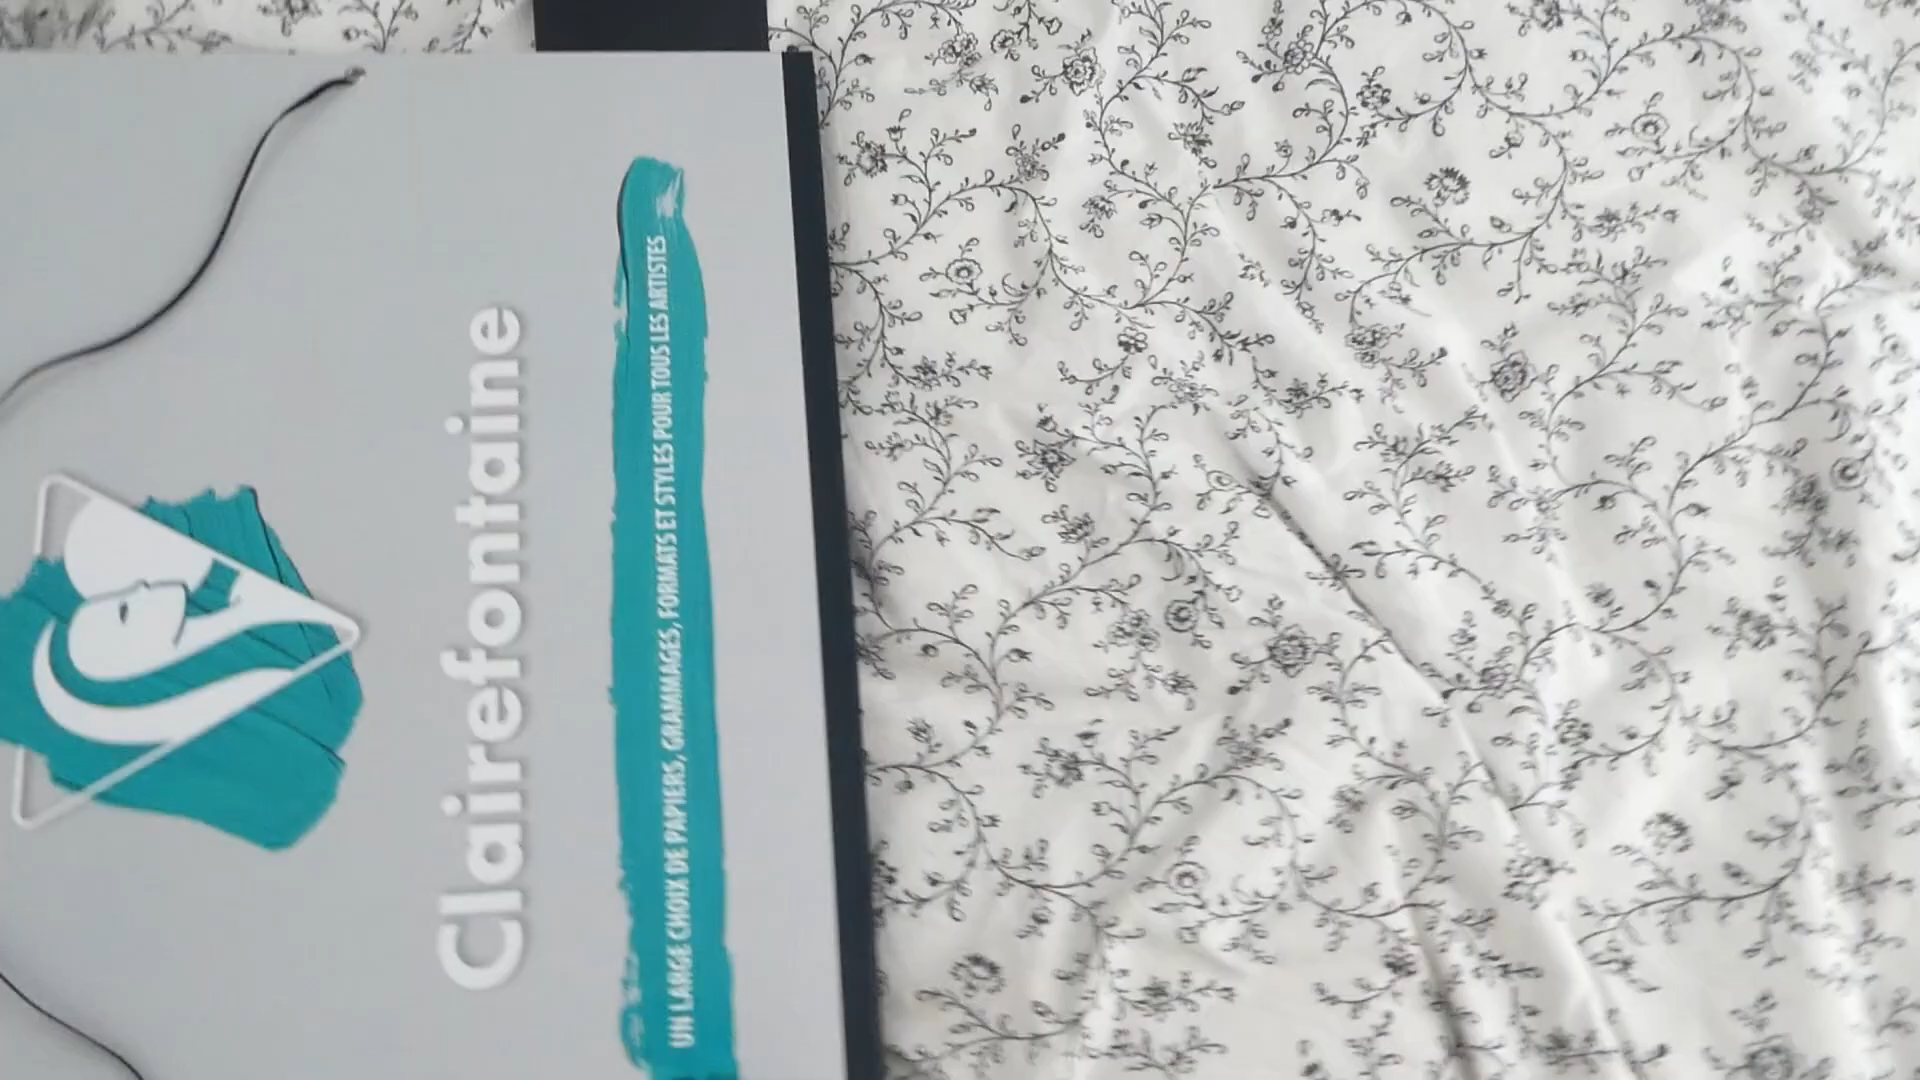 Clairefontaine
UN LARGE CHOIX DE PAPIERS, GRAMMAGES, FORMATS ET STYLES POUR TOUS LES ARTISTES